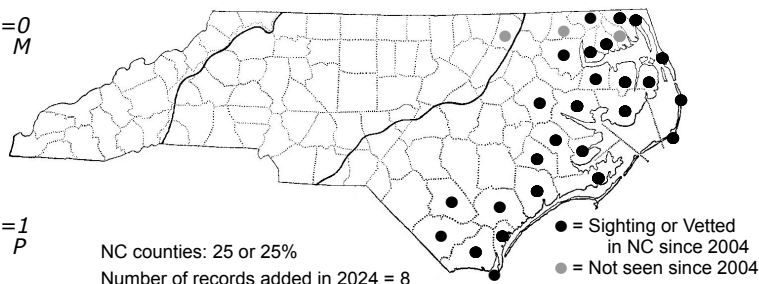 =0
M
=1
P
NC counties: 25 or 25%
Number of records added in 2024 = 8
● = Sighting or Vetted
in NC since 2004
● = Not seen since 2004